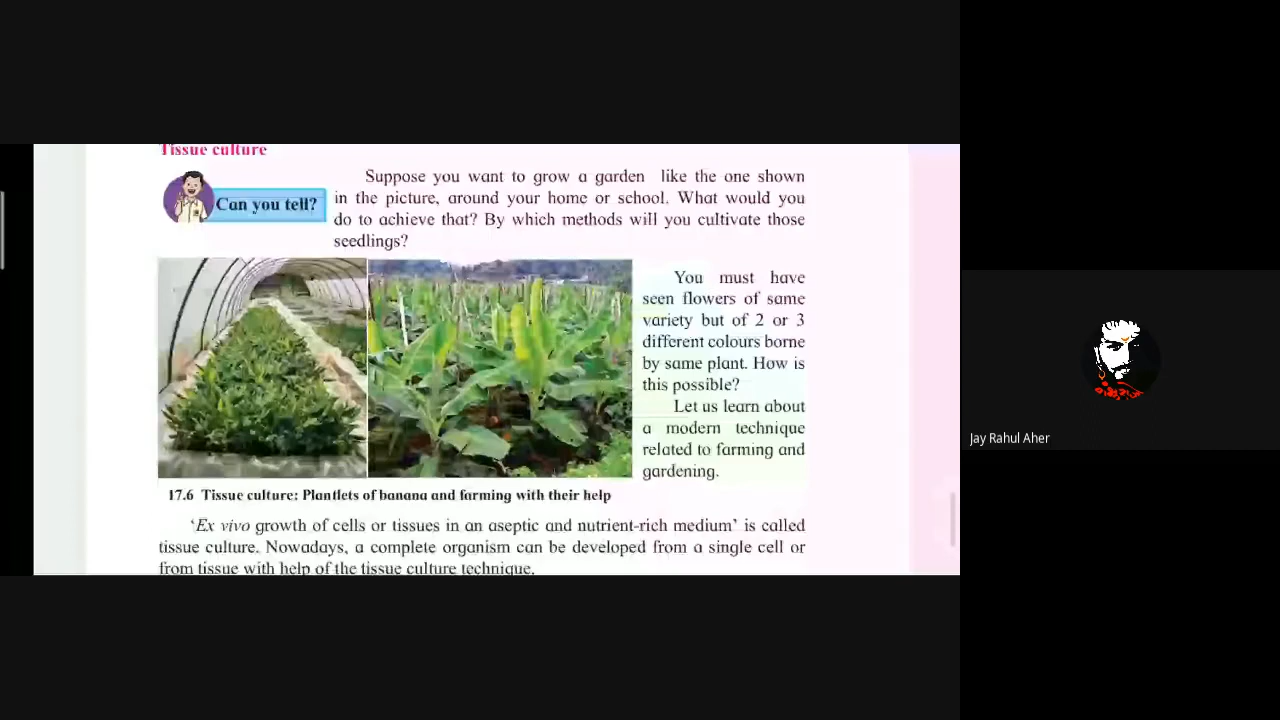 Tissue culture
Suppose you want to grow a garden like the one shown
Can you tell?
in the picture, around your home or school. What would you
do to achieve that? By which methods will you cultivate those
seedlings?
You must have
seen flowers of same
variety but of 2 or 3
different colours borne
by same plant. How is
this possible?
Let us learn about
a modern technique
related to farming and
gardening.
17.6 Tissue culture: Plantlets of banana and farming with their help
‘Ex vivo growth of cells or tissues in an aseptic and nutrient-rich medium’ is called
tissue culture. Nowadays, a complete organism can be developed from a single cell or
from tissue with help of the tissue culture technique.
Jay Rahul Aher